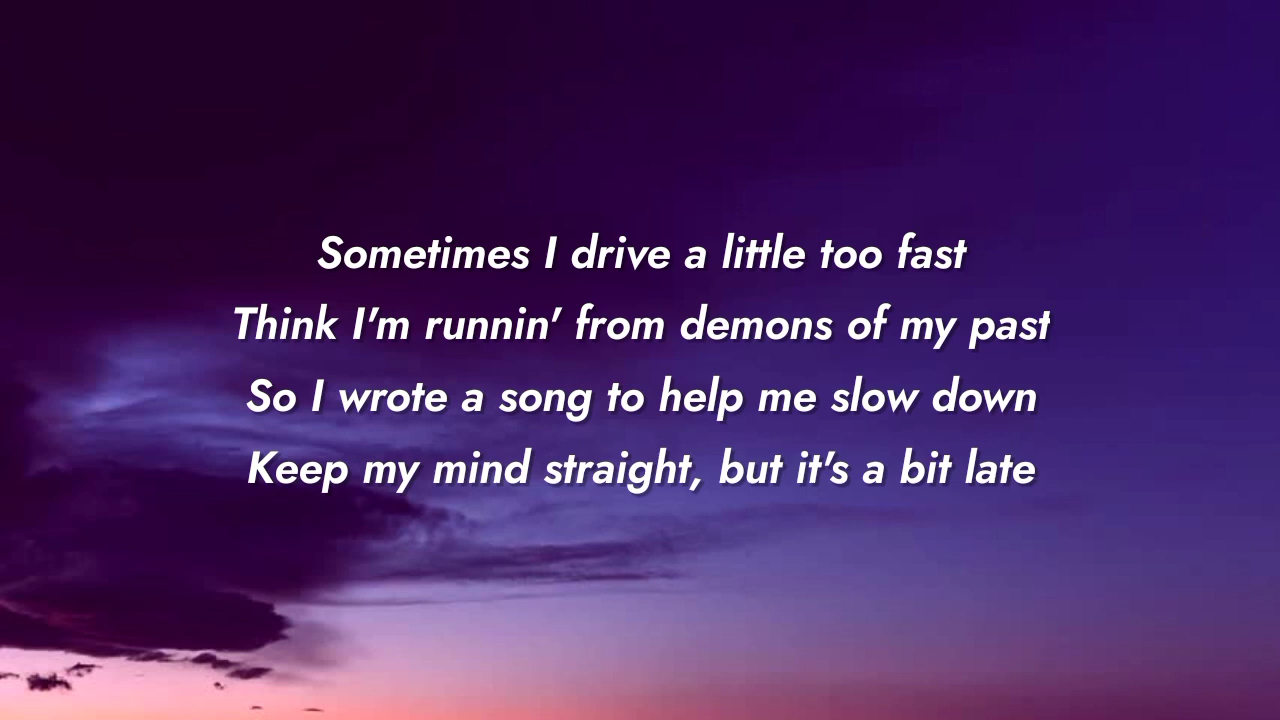 Sometimes I drive a little too fast
Think I'm runnin' from demons of my past
So I wrote a song to help me slow down
Keep my mind straight, but it's a bit late